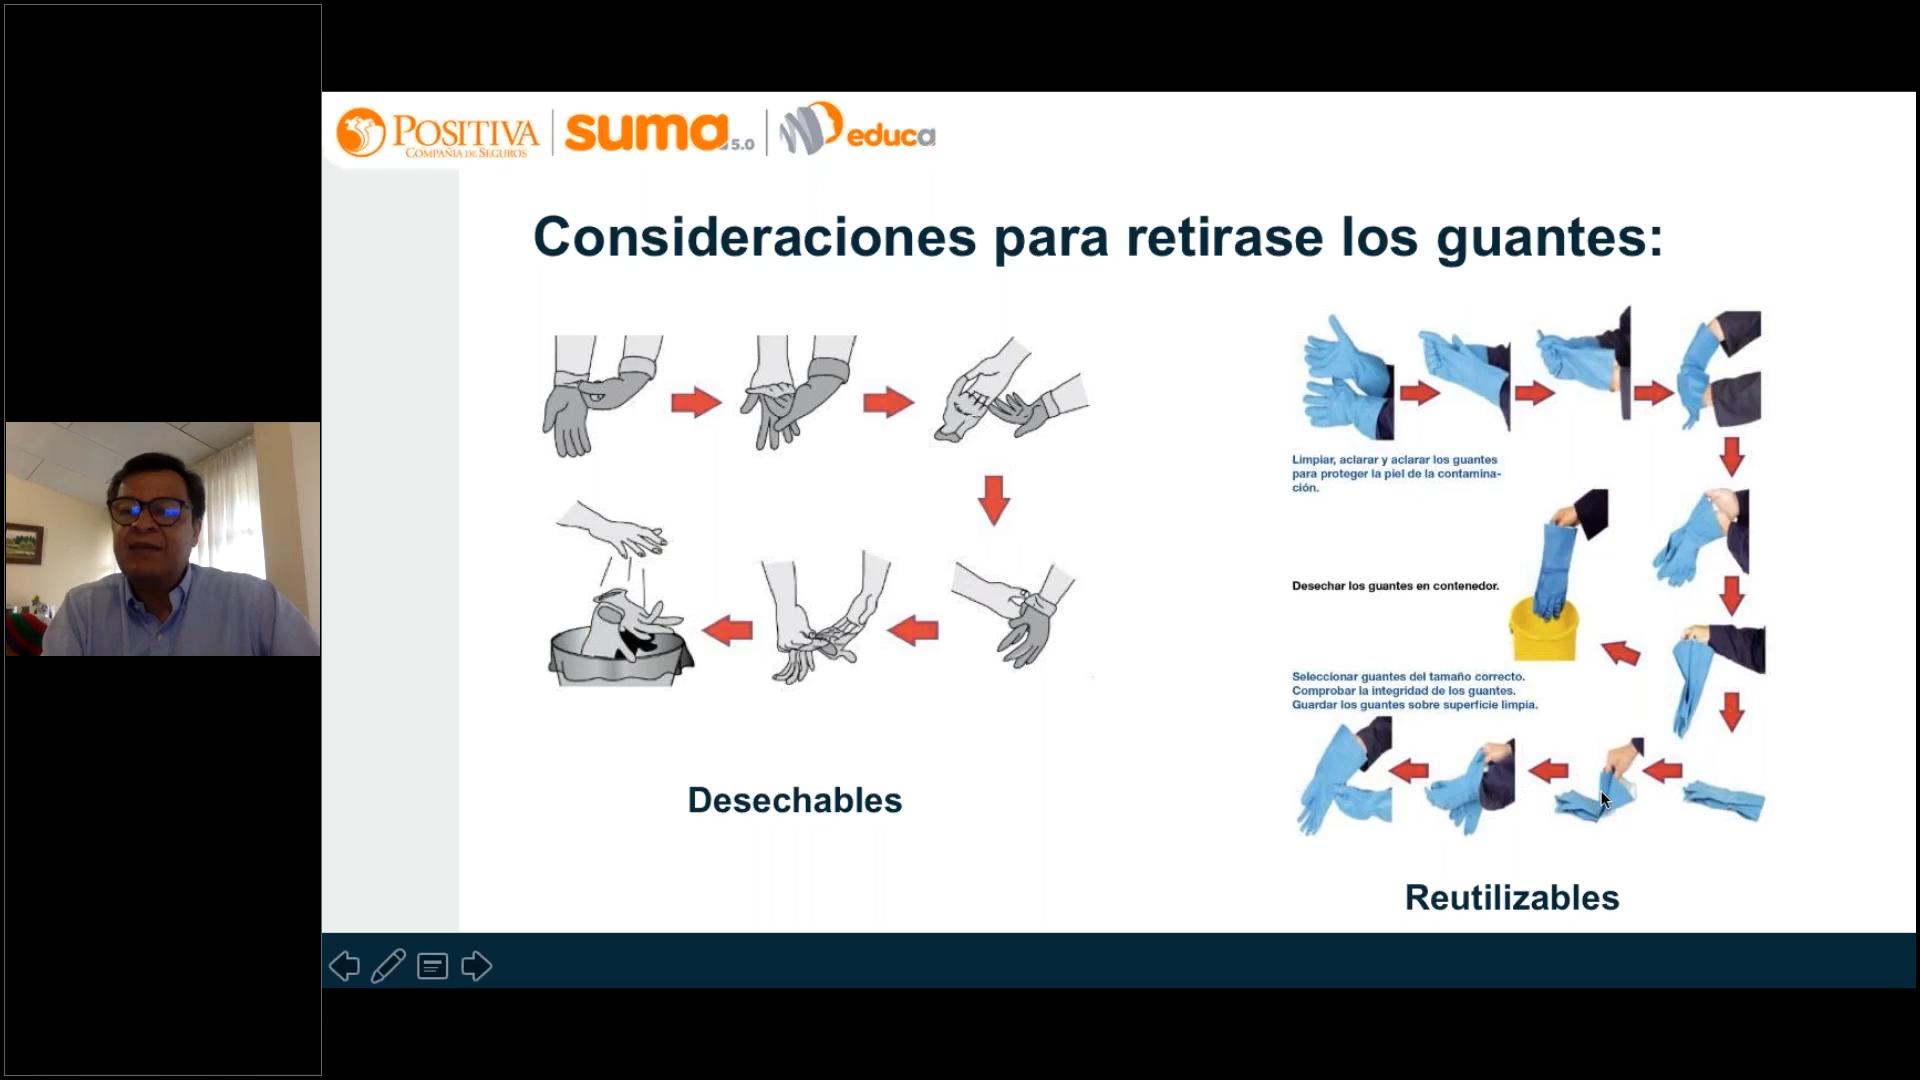 POSITIVA
COMPAÑIA DE SEGUROS
suma 5.0
educa
Consideraciones para retirase los guantes:
Limpiar, aclarar y aclarar los guantes
para proteger la piel de la contamina-
ción.
Desechar los guantes en contenedor.
Seleccionar guantes del tamaño correcto.
Comprobar la integridad de los guantes.
Guardar los guantes sobre superficie limpia.
Desechables
Reutilizables